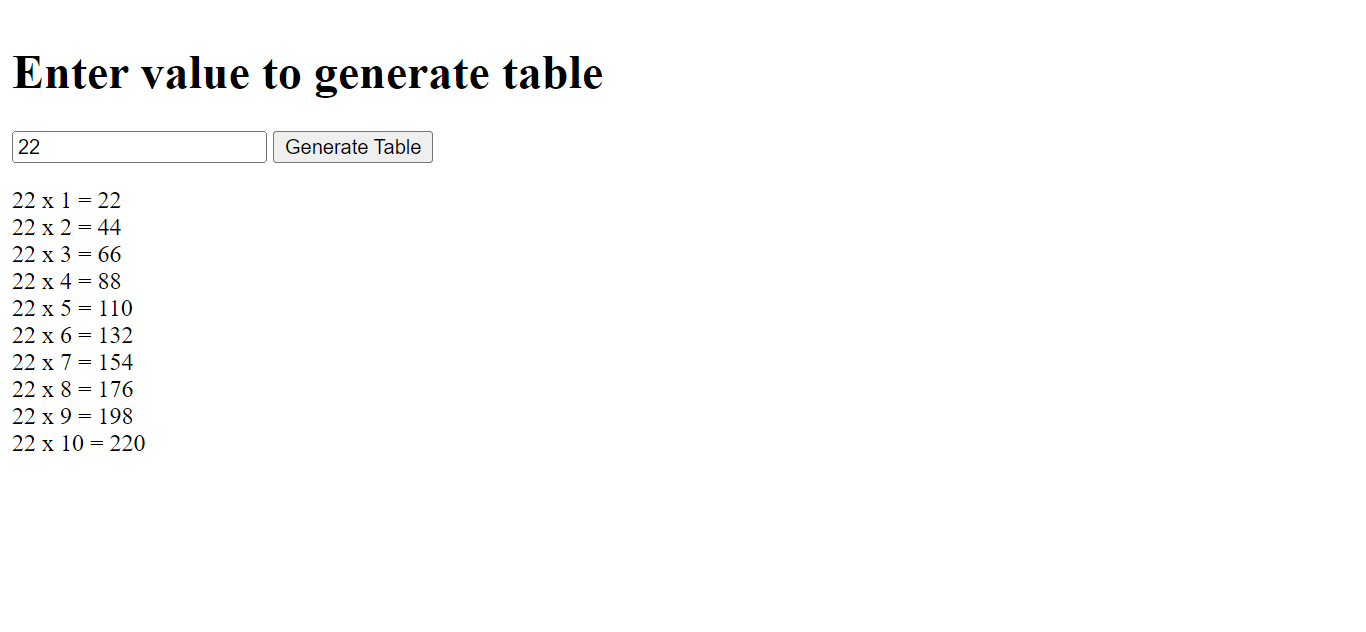 Enter value to generate table
22 Generate Table
22 x 1 = 22
22 x 2 = 44
22 x 3 = 66
22 x 4 = 88
22 x 5 = 110
22 x 6 = 132
22 x 7 = 154
22 x 8 = 176
22 x 9 = 198
22 x 10 = 220